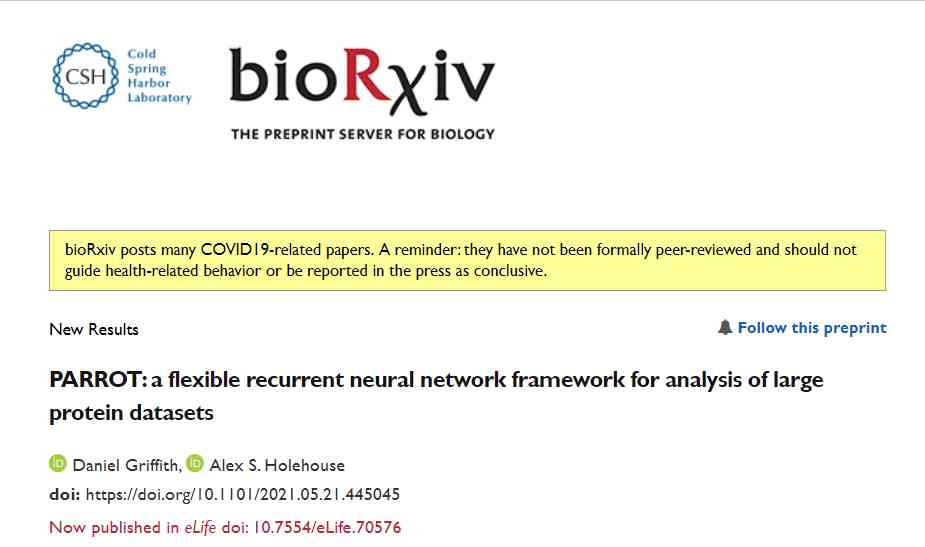 CSH
Cold
Spring
Harbor
Laboratory
bioRxiv
THE PREPRINT SERVER FOR BIOLOGY
bioRxiv posts many COVID19-related papers. A reminder: they have not been formally peer-reviewed and should not
guide health-related behavior or be reported in the press as conclusive.
New Results
Follow this preprint
PARROT: a flexible recurrent neural network framework for analysis of large
protein datasets
iD Daniel Griffith, iD Alex S. Holehouse
doi: https://doi.org/10.1101/2021.05.21.445045
Now published in eLife doi: 10.7554/eLife.70576